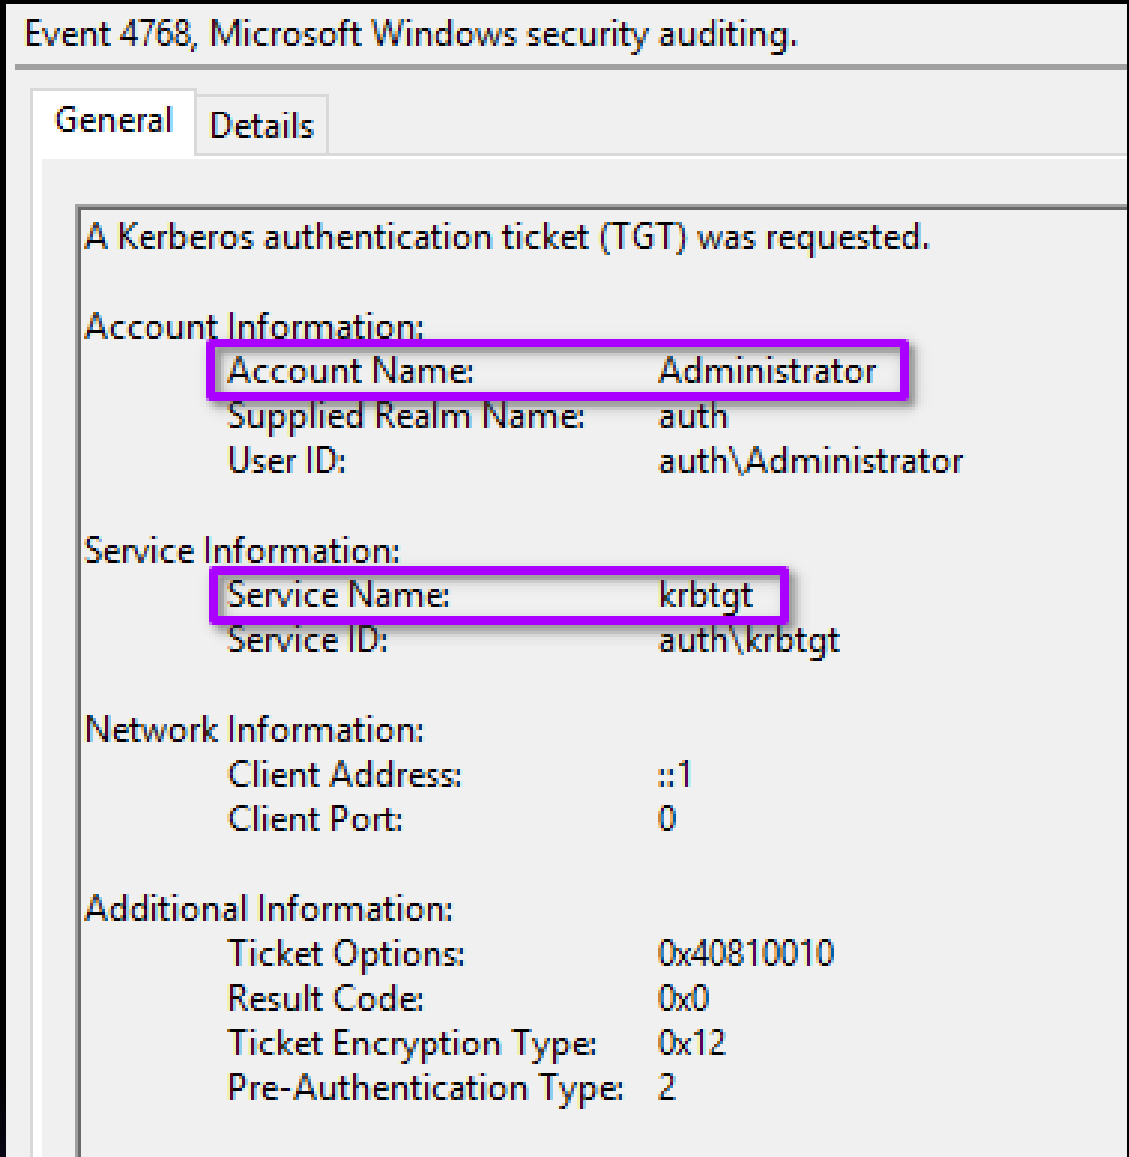 Event 4768, Microsoft Windows security auditing.
General Details
A Kerberos authentication ticket (TGT) was requested.
Account Information:
Account Name: Administrator
Supplied Realm Name: auth
User ID: auth\Administrator
Service Information:
Service Name: krbtgt
Service ID: auth\krbtgt
Network Information:
Client Address: ::1
Client Port: 0
Additional Information:
Ticket Options: 0x40810010
Result Code: 0x0
Ticket Encryption Type: 0x12
Pre-Authentication Type: 2